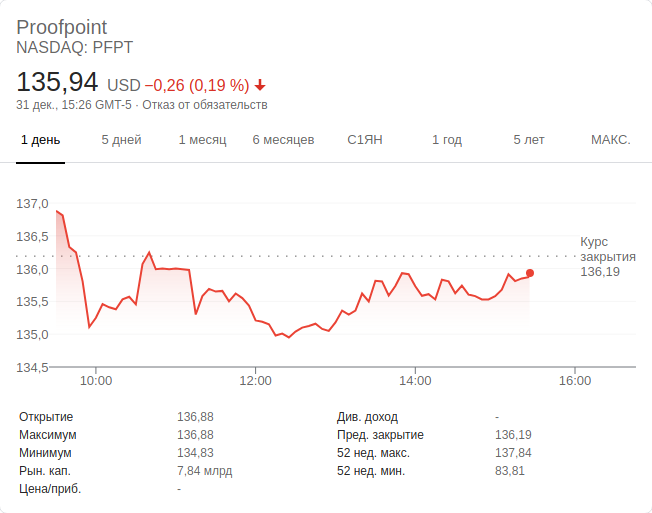 Proofpoint
NASDAQ: PFPT
135,94 USD −0,26 (0,19 %)
31 дек., 15:26 GMT-5 · Отказ от обязательств
1 день 5 дней 1 месяц 6 месяцев С1ЯН 1 год 5 лет МАКС.
137,0
136,5
136,0
135,5
135,0
134,5
Курс
закрытия
136,19
10:00 12:00 14:00 16:00
Открытие 136,88
Максимум 136,88
Минимум 134,83
Рын. кап. 7,84 млрд
Цена/приб. -
Див. доход -
Пред. закрытие 136,19
52 нед. макс. 137,84
52 нед. мин. 83,81